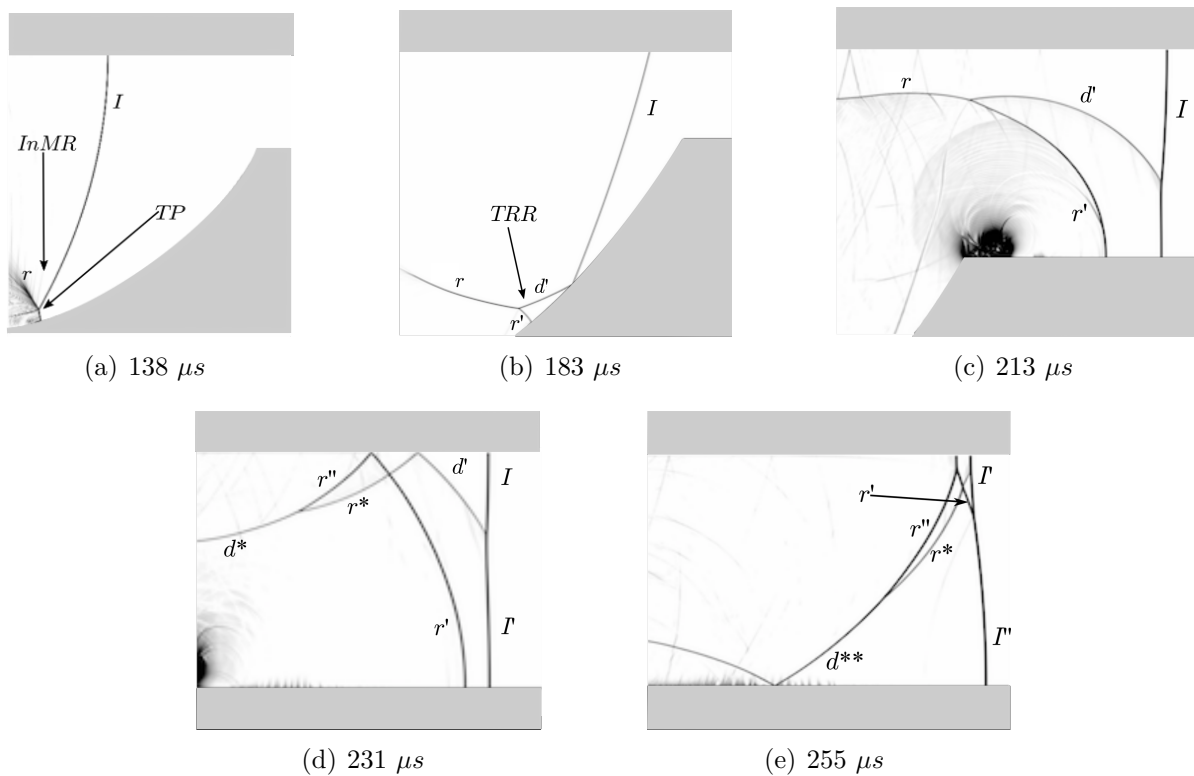 I
InMR
TP
r
(a) 138 μs
I
TRR
r
d'
r'
(b) 183 μs
r
d'
I
r'
(c) 213 μs
r''
d'
I
r*
d*
r'
I'
(d) 231 μs
r'
I'
r''
r*
I''
d**
(e) 255 μs